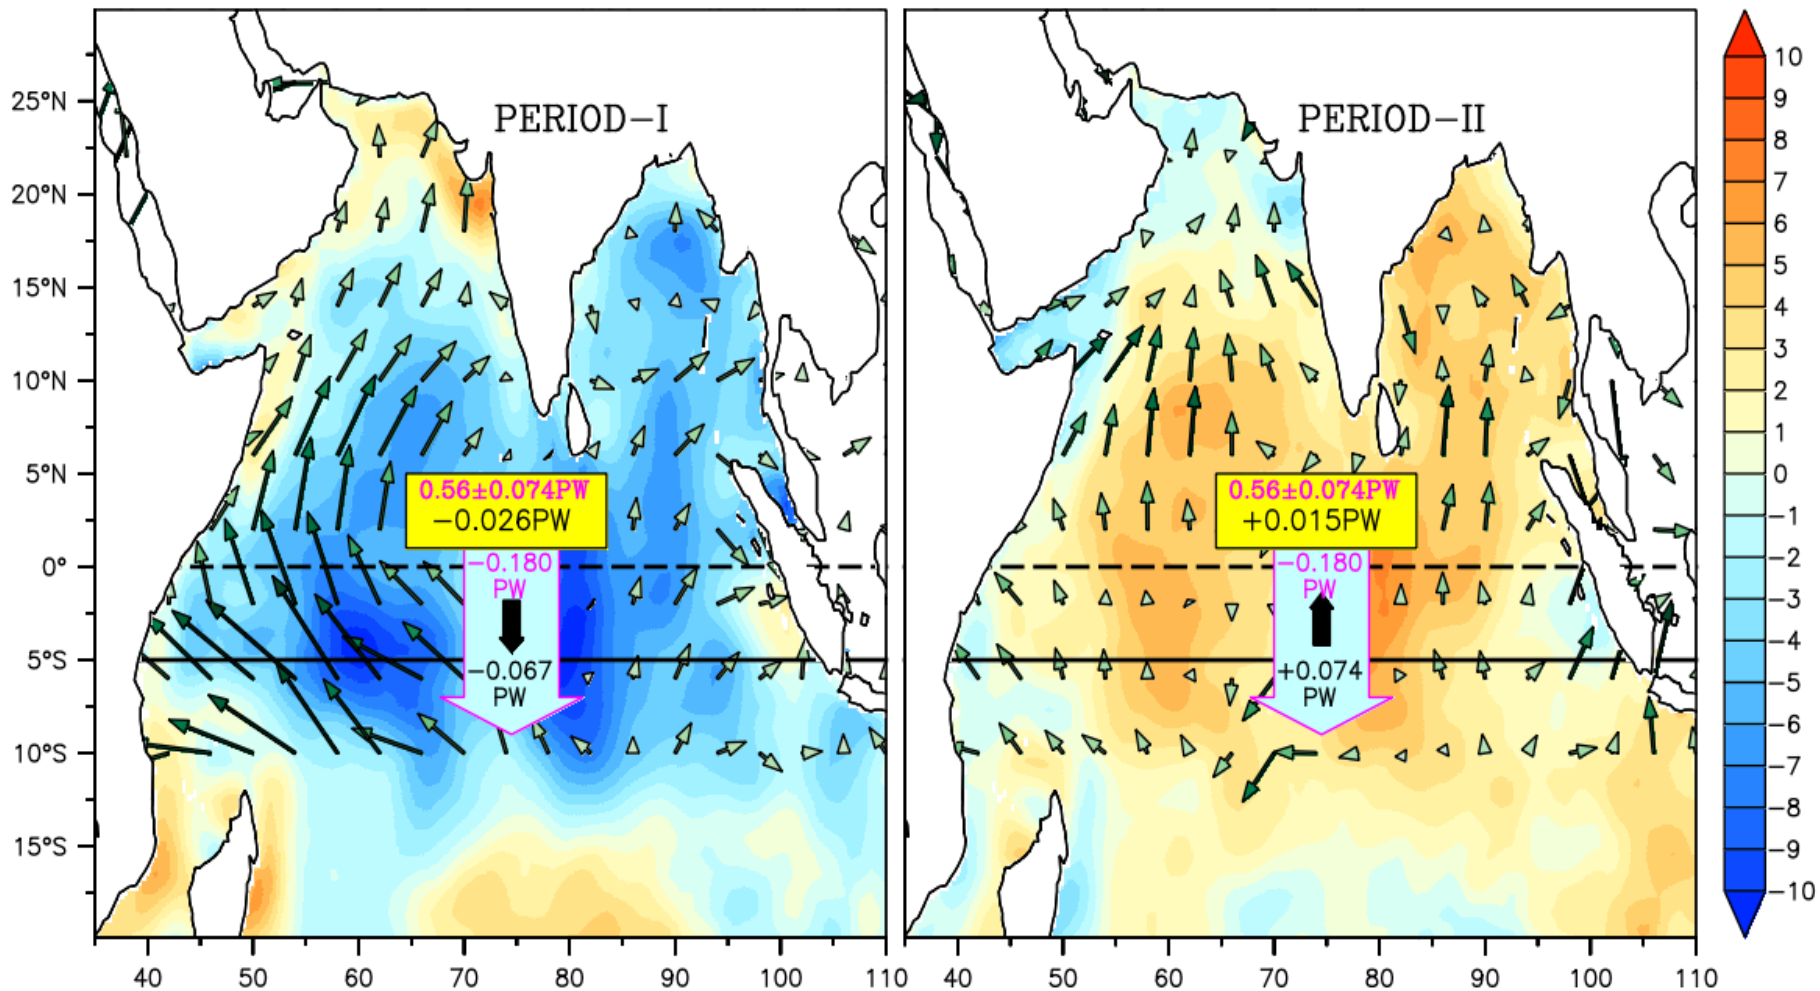 PERIOD-I
0.56±0.074PW
-0.026PW
-0.180
PW
-0.067
PW
PERIOD-II
0.56±0.074PW
+0.015PW
-0.180
PW
+0.074
PW
25°N
20°N
15°N
10°N
5°N
0°
5°S
10°S
15°S
40 50 60 70 80 90 100 110
40 50 60 70 80 90 100 110
10
9
8
7
6
5
4
3
2
1
0
-1
-2
-3
-4
-5
-6
-7
-8
-9
-10